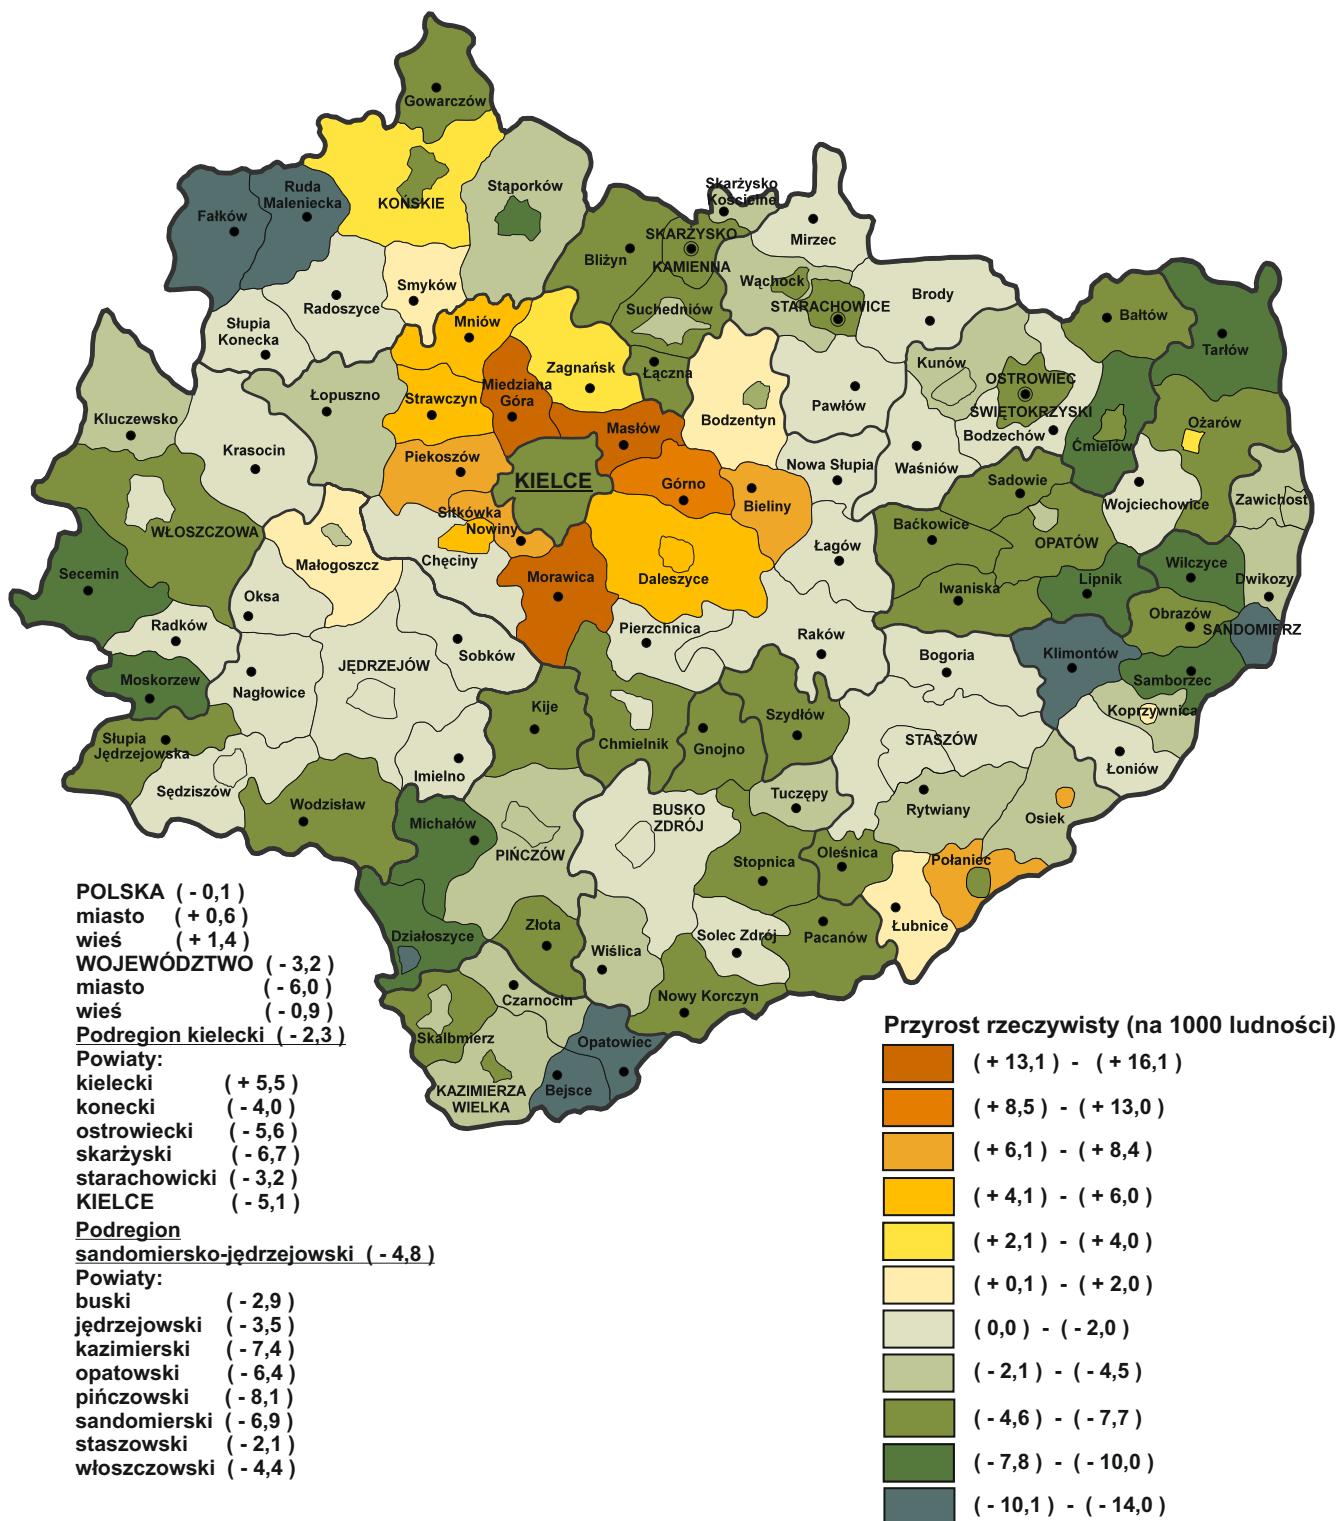 Gowarczów
Ruda
Maleniecka
Fałków
KOŃSKIE
Stąporków
Skarżysko
Kościelne
SKARŻYSKO
KAMIENNA
Mirzec
Bliżyn
Smyków
Radoszyce
Wąchock
STARACHOWICE
Brody
Słupia
Konecka
Mniów
Suchedniów
Bałtów
Tarłów
Zagnańsk
Łączna
Kunów
OSTROWIEC
ŚWIĘTOKRZYSKI
Miedziana
Góra
Strawczyn
Łopuszno
Kluczewsko
Bodzentyn
Pawłów
Bodzechów
Ćmielów
Ożarów
Masłów
Krasocin
Piekoszów
Nowa Słupia
Waśniów
KIELCE
Górno
Bieliny
Sadowie
Wojciechowice
Zawichost
Sitkówka
Nowiny
WŁOSZCZOWA
Małogoszcz
Chęciny
Łagów
Baćkowice
OPATÓW
Secemin
Morawica
Daleszyce
Iwaniska
Lipnik
Wilczyce
Dwikozy
Oksa
Radków
Obrazów
SANDOMIERZ
Pierzchnica
Raków
Bogoria
Klimontów
JĘDRZEJÓW
Sobków
Moskorzew
Nagłowice
Samborzec
Koprzywnica
Kije
Szydłów
Słupia
Jędrzejowska
Chmielnik
Gnojno
STASZÓW
Łoniów
Sędziszów
Imielno
Wodzisław
Tuczępy
Rytwiany
Osiek
Michałów
BUSKO
ZDRÓJ
PIŃCZÓW
Stopnica
Oleśnica
Połaniec
Łubnice
Działoszyce
Złota
Wiślica
Solec Zdrój
Pacanów
Czarnocin
Nowy Korczyn
Skalbmierz
Opatowiec
KAZIMIERZA
WIELKA
Bejsce
POLSKA ( - 0,1 )
miasto ( + 0,6 )
wieś ( + 1,4 )
WOJEWÓDZTWO ( - 3,2 )
miasto ( - 6,0 )
wieś ( - 0,9 )
Podregion kielecki ( - 2,3 )
Powiaty:
kielecki ( + 5,5 )
konecki ( - 4,0 )
ostrowiecki ( - 5,6 )
skarżyski ( - 6,7 )
starachowicki ( - 3,2 )
KIELCE ( - 5,1 )
Podregion
sandomiersko-jędrzejowski ( - 4,8 )
Powiaty:
buski ( - 2,9 )
jędrzejowski ( - 3,5 )
kazimierski ( - 7,4 )
opatowski ( - 6,4 )
pińczowski ( - 8,1 )
sandomierski ( - 6,9 )
staszowski ( - 2,1 )
włoszczowski ( - 4,4 )
Przyrost rzeczywisty (na 1000 ludności)
( + 13,1 ) - ( + 16,1 )
( + 8,5 ) - ( + 13,0 )
( + 6,1 ) - ( + 8,4 )
( + 4,1 ) - ( + 6,0 )
( + 2,1 ) - ( + 4,0 )
( + 0,1 ) - ( + 2,0 )
( 0,0 ) - ( - 2,0 )
( - 2,1 ) - ( - 4,5 )
( - 4,6 ) - ( - 7,7 )
( - 7,8 ) - ( - 10,0 )
( - 10,1 ) - ( - 14,0 )